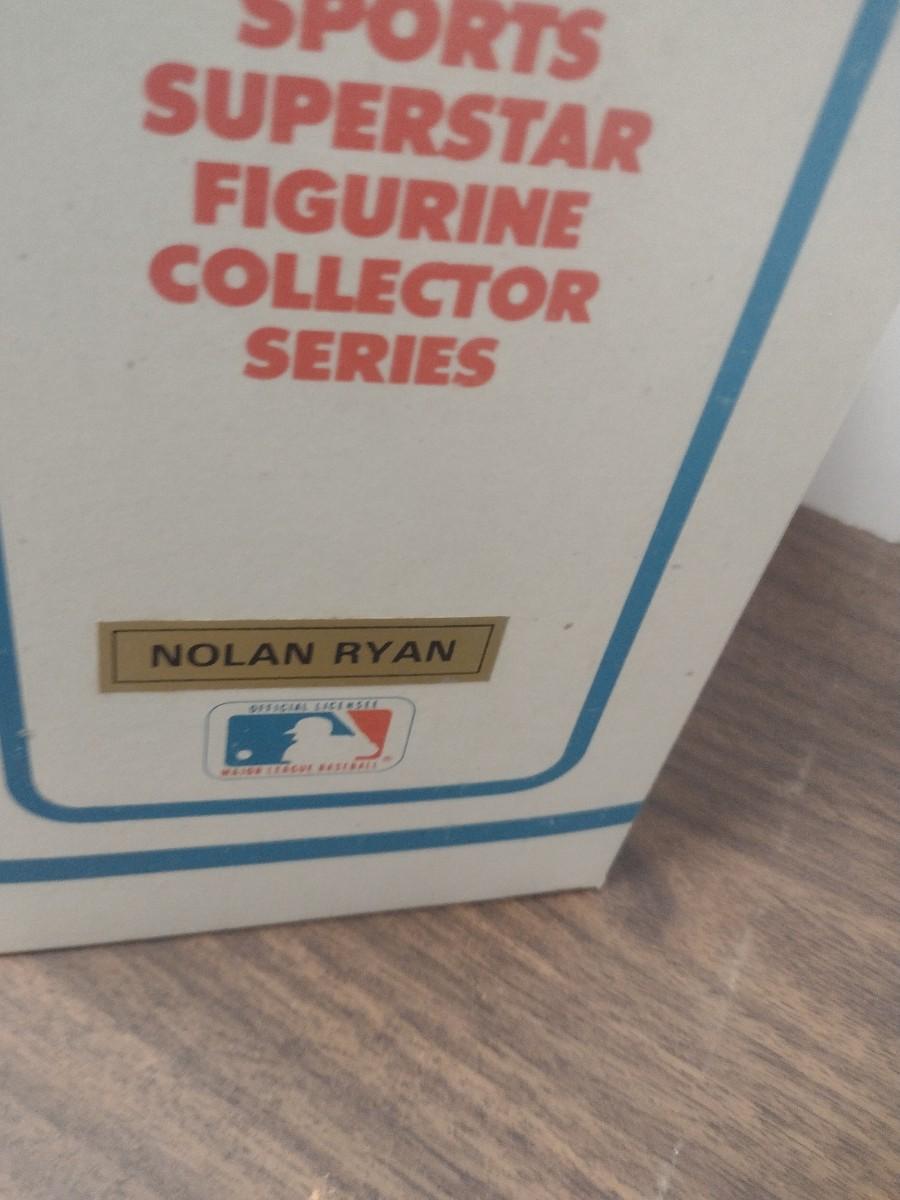 SPORTS
SUPERSTAR
FIGURINE
COLLECTOR
SERIES
NOLAN RYAN
OFFICIAL LICENSEE
MAJOR LEAGUE BASEBALL